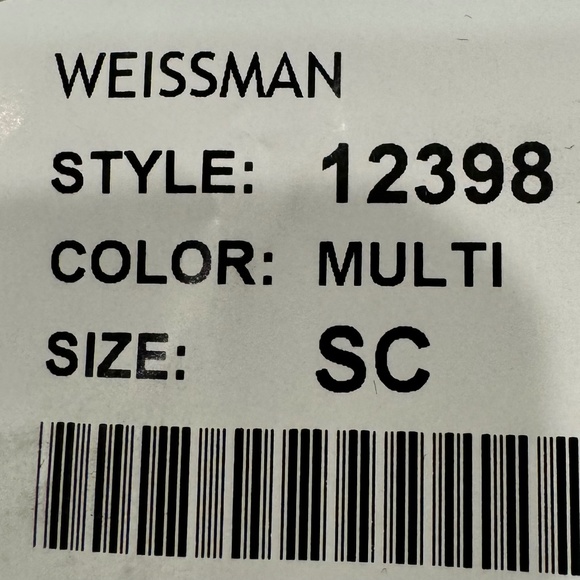 WEISSMAN
STYLE: 12398
COLOR: MULTI
SIZE: SC